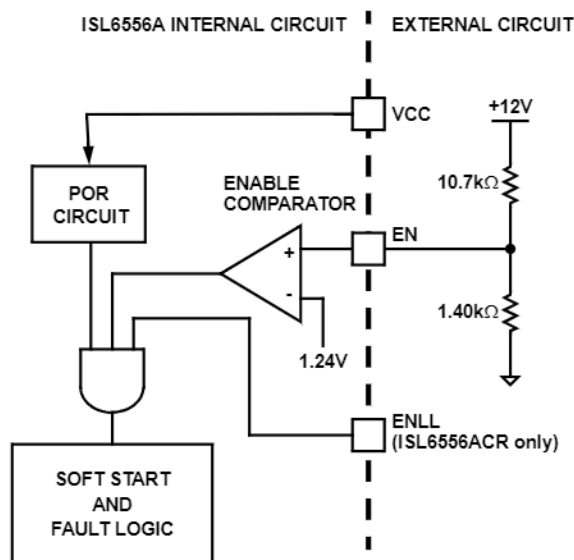 ISL6556A INTERNAL CIRCUIT
EXTERNAL CIRCUIT
VCC
+12V
POR
CIRCUIT
ENABLE
COMPARATOR
10.7kΩ
+
EN
-
1.40kΩ
1.24V
ENLL
(ISL6556ACR only)
SOFT START
AND
FAULT LOGIC